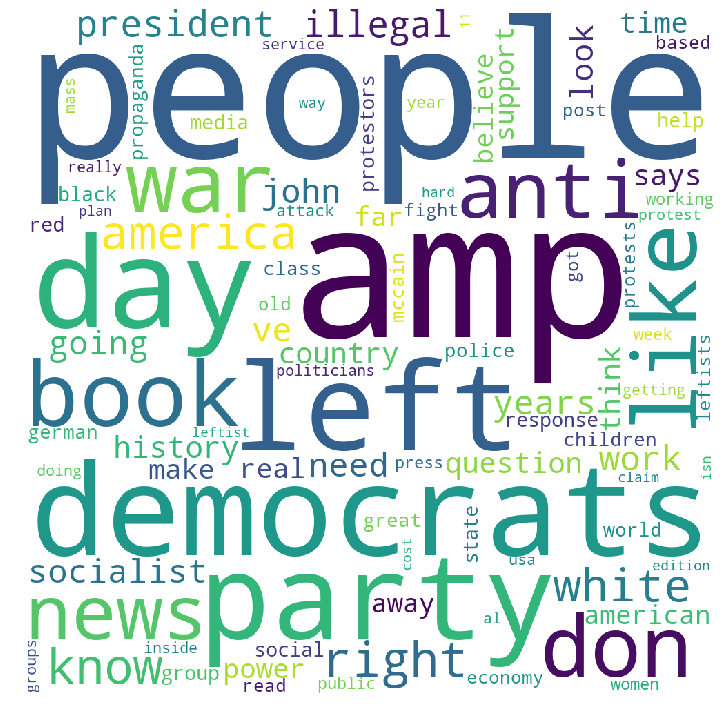 president
illegal
11
time
service
based
people
mass
propaganda
media
way
year
protestors
believe
support
post
look
help
really
war
black
plan
john
attack
hard
fight
anti
says
working
protest
red
america
far
day
class
amp
mccain
got
protests
like
old
ve
week
going
country
police
think
leftists
book
politicians
left
years
getting
german
leftist
response
history
children
doing
make
real
need
press
question
work
claim
isn
democrats
great
state
world
cost
usa
edition
socialist
news
party
away
white
american
al
don
groups
know
inside
group
social
power
right
read
public
economy
women